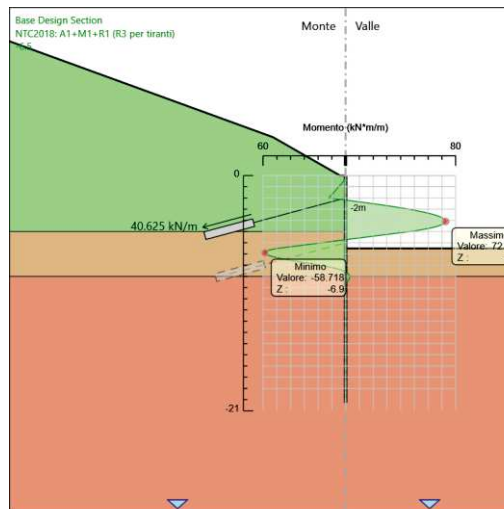 Base Design Section
NTC2018: A1+M1+R1 (R3 per tiranti)
Monte Valle
Momento (kN*m/m)
60 80
0
-2m
40.625 kN/m
Massim
Valore: 72.
Z :
Minimo
Valore: -58.718
Z : -6.9
-21